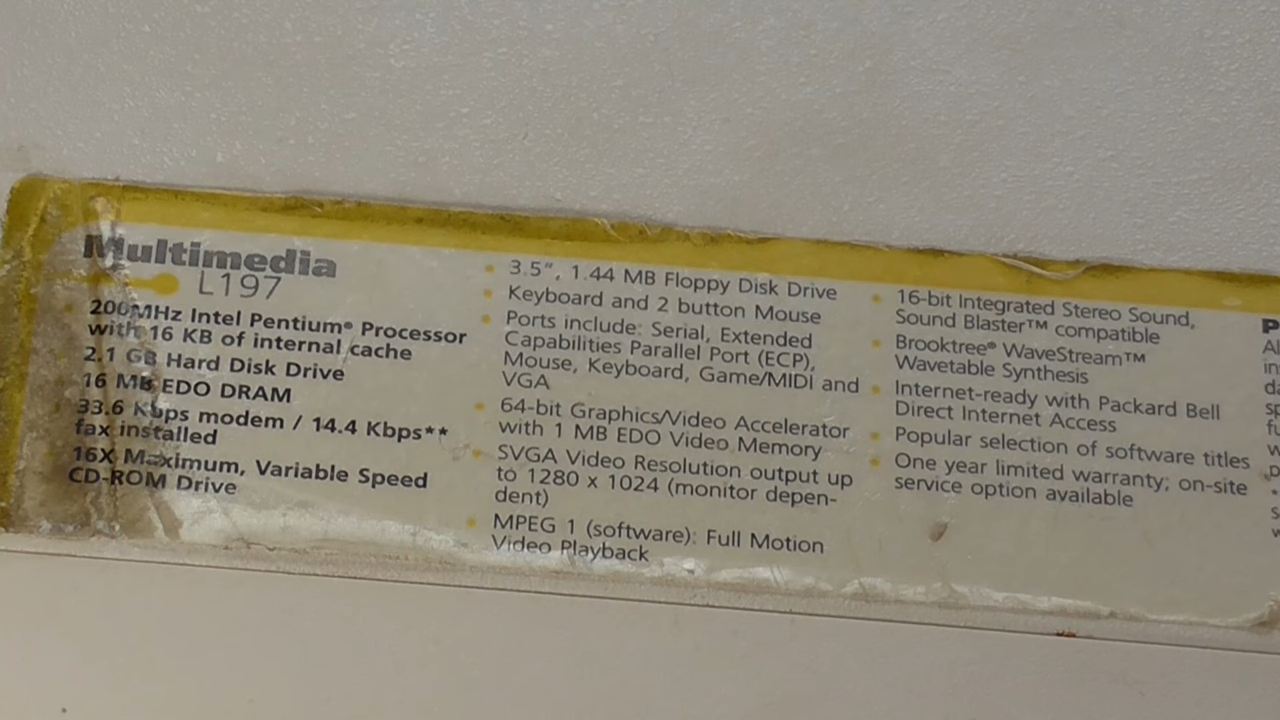 Multimedia
L197
200MHz Intel Pentium® Processor
with 16 KB of internal cache
2.1 GB Hard Disk Drive
16 MB EDO DRAM
33.6 Kbps modem / 14.4 Kbps**
fax installed
16X Maximum, Variable Speed
CD-ROM Drive
• 3.5", 1.44 MB Floppy Disk Drive
• Keyboard and 2 button Mouse
• Ports include: Serial, Extended
Capabilities Parallel Port (ECP),
Mouse, Keyboard, Game/MIDI and
VGA
• 64-bit Graphics/Video Accelerator
with 1 MB EDO Video Memory
• SVGA Video Resolution output up
to 1280 x 1024 (monitor depen-
dent)
• MPEG 1 (software): Full Motion
Video Playback
• 16-bit Integrated Stereo Sound,
Sound Blaster™ compatible
• Brooktree® WaveStream™
Wavetable Synthesis
• Internet-ready with Packard Bell
Direct Internet Access
• Popular selection of software titles
• One year limited warranty; on-site
service option available